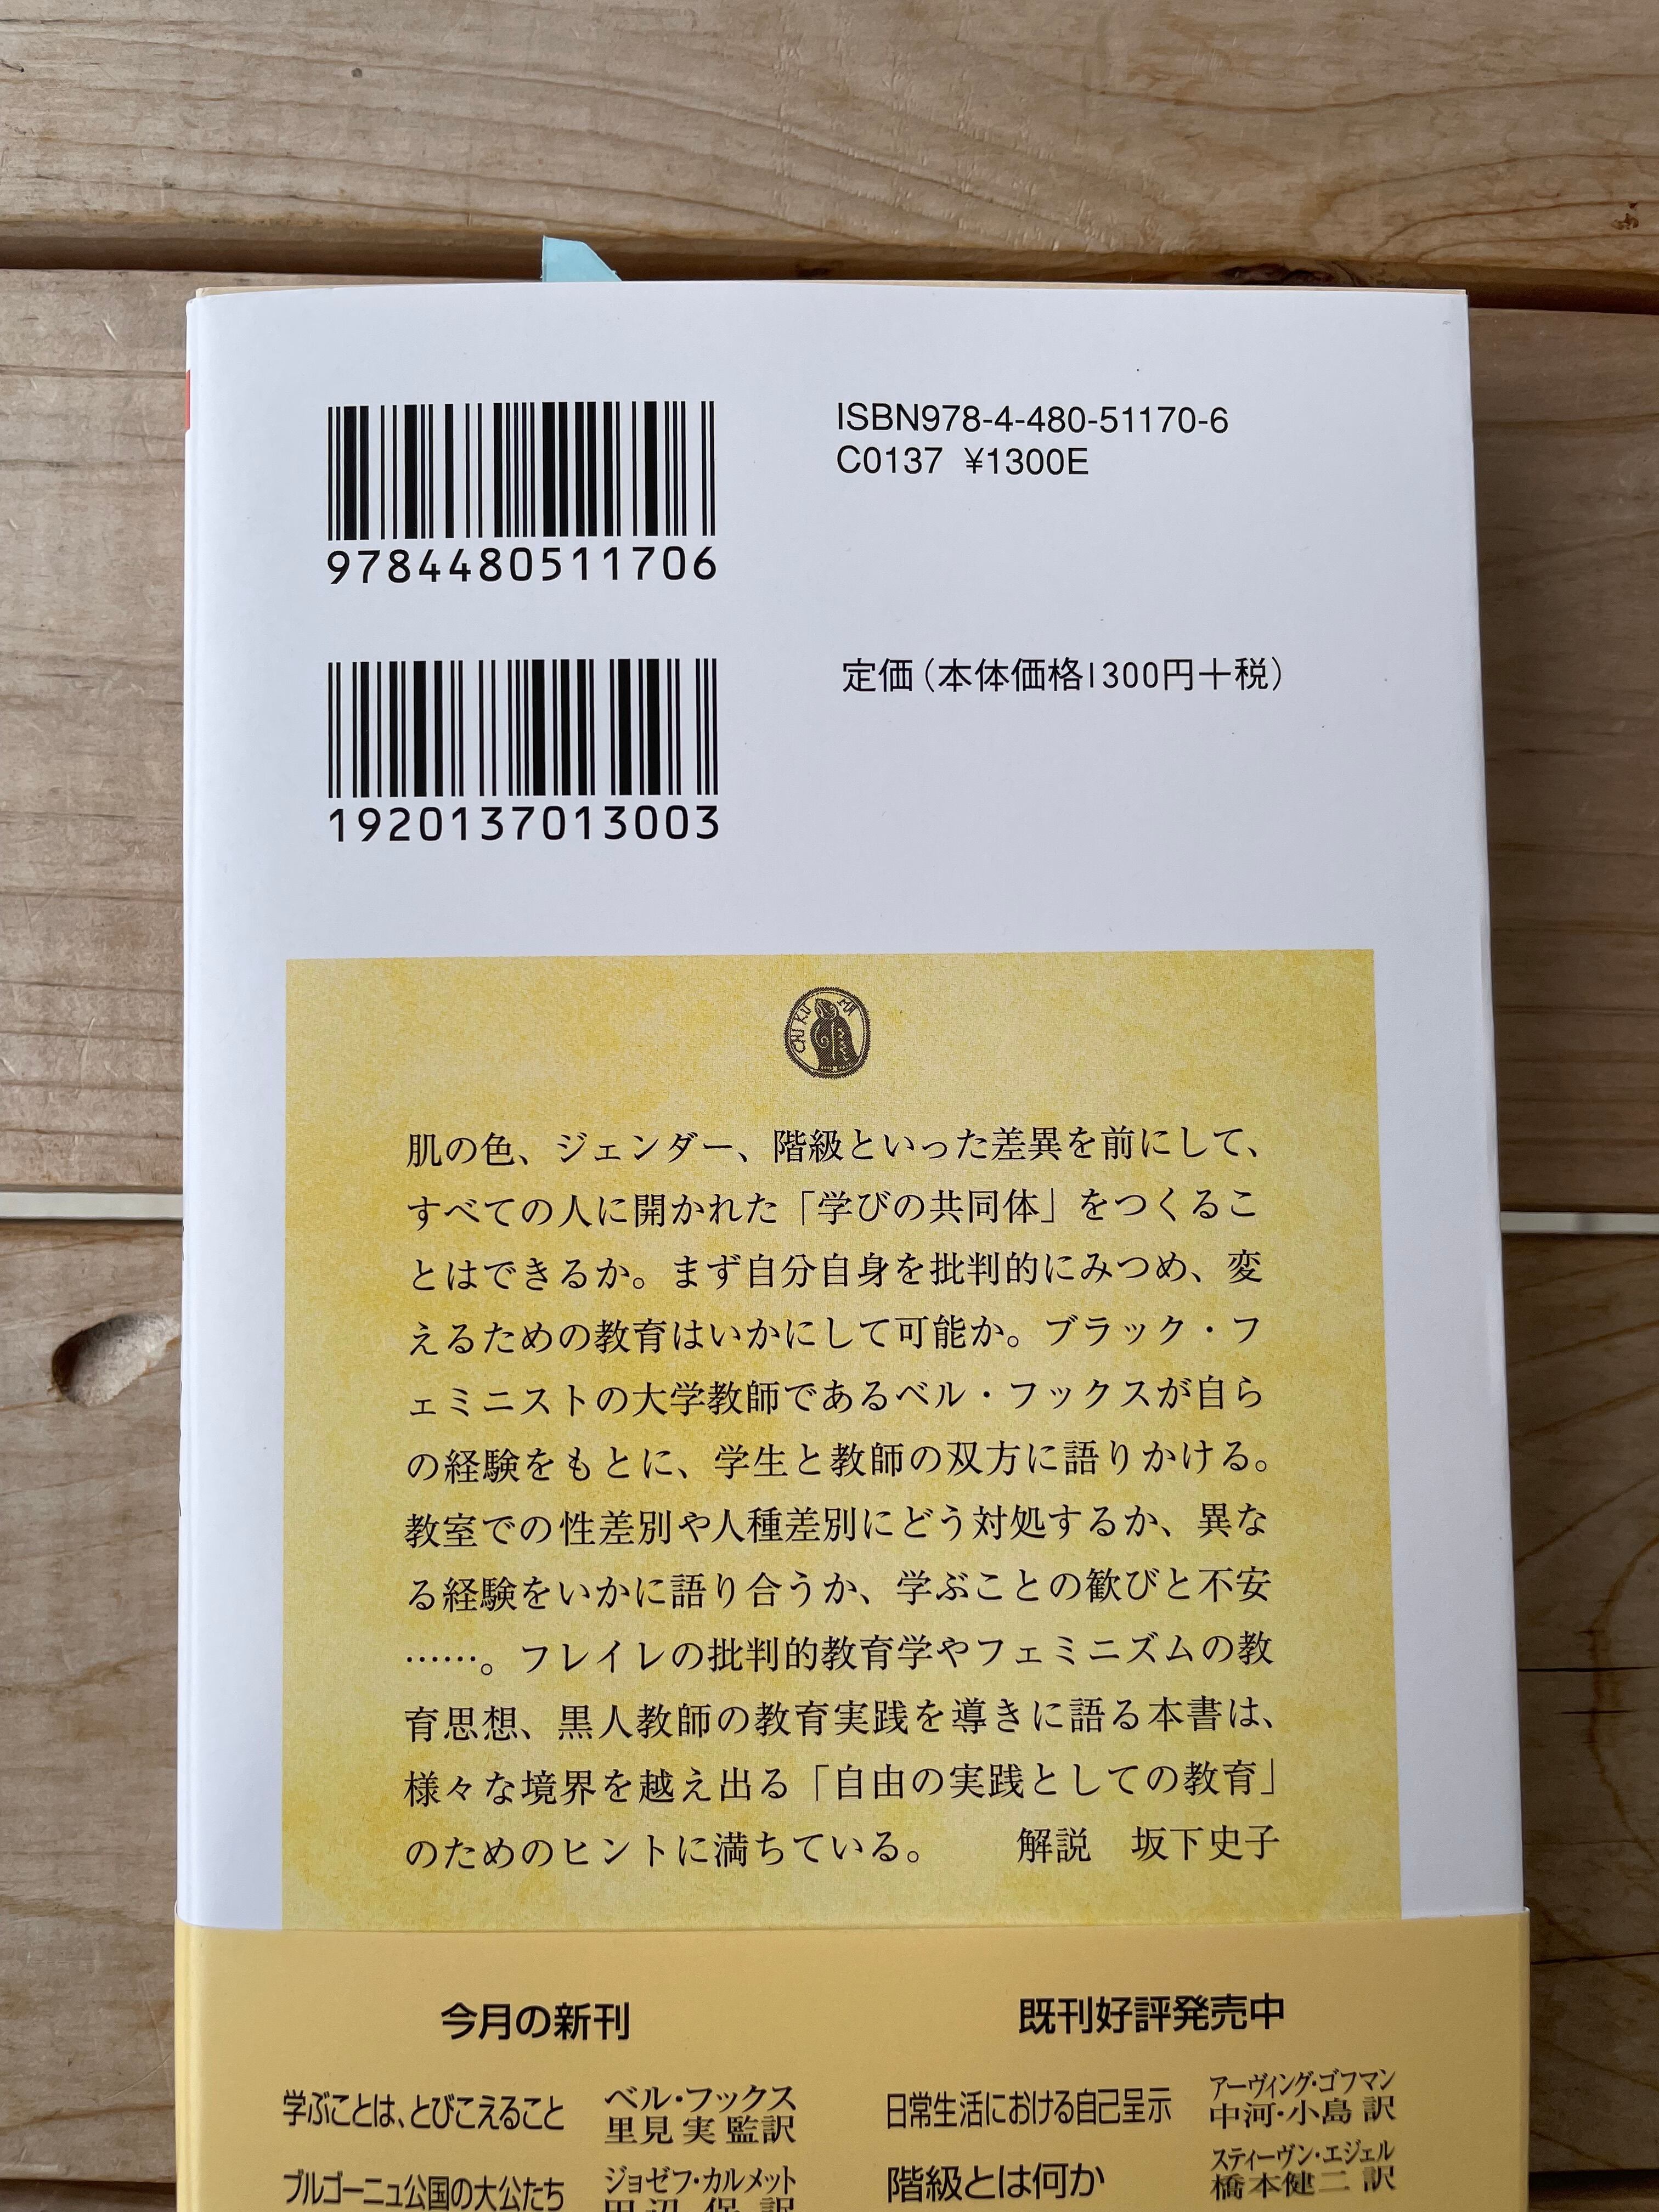 ISBN978-4-480-51170-6
C0137 ¥1300E
9784480511706
定価（本体価格1300円＋税）
1920137013003
CHIKUMA
肌の色、ジェンダー、階級といった差異を前にして、
すべての人に開かれた「学びの共同体」をつくるこ
とはできるか。まず自分自身を批判的にみつめ、変
えるための教育はいかにして可能か。ブラック・フ
ェミニストの大学教師であるベル・フックスが自ら
の経験をもとに、学生と教師の双方に語りかける。
教室での性差別や人種差別にどう対処するか、異な
る経験をいかに語り合うか、学ぶことの歓びと不安
……。フレイレの批判的教育学やフェミニズムの教
育思想、黒人教師の教育実践を導きに語る本書は、
様々な境界を越え出る「自由の実践としての教育」
のためのヒントに満ちている。　解説　坂下史子
今月の新刊
学ぶことは、とびこえること
ベル・フックス
里見 実 監訳
ブルゴーニュ公国の大公たち
ジョゼフ・カルメット
田辺 保 訳
既刊好評発売中
日常生活における自己呈示
アーヴィング・ゴフマン
中河・小島 訳
階級とは何か
スティーヴン・エジェル
橋本健二 訳